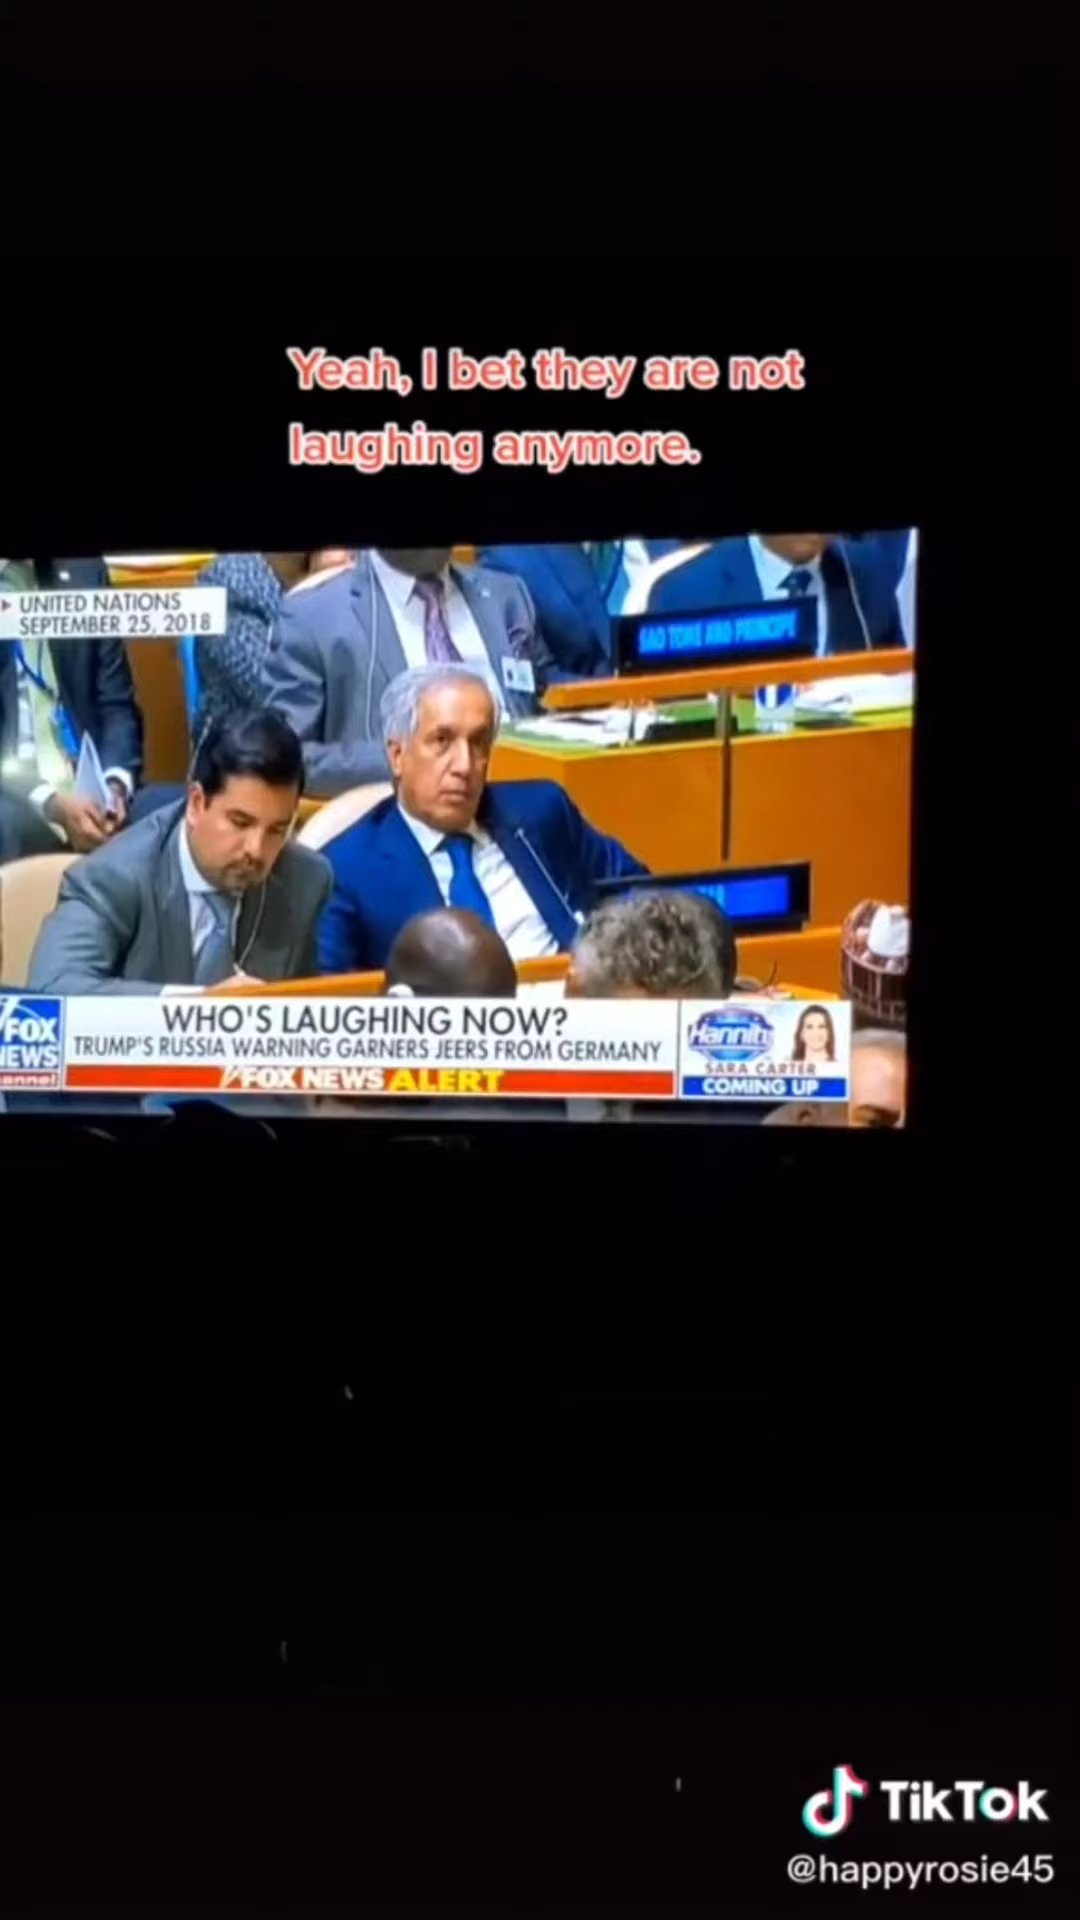 Yeah, I bet they are not
laughing anymore.
UNITED NATIONS
SEPTEMBER 25, 2018
SAO TOME AND PRINCIPE
FOX
NEWS
channel
WHO'S LAUGHING NOW?
TRUMP'S RUSSIA WARNING GARNERS JEERS FROM GERMANY
FOX NEWS ALERT
Hannity
SARA CARTER
COMING UP
TikTok
@happyrosie45